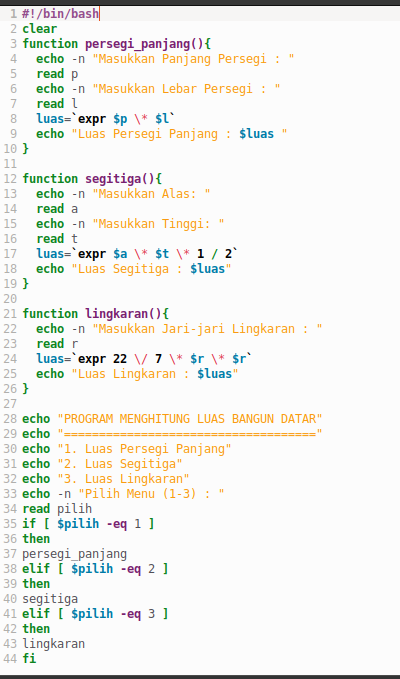 1 #!/bin/bash
2 clear
3 function persegi_panjang(){
4   echo -n "Masukkan Panjang Persegi : "
5   read p
6   echo -n "Masukkan Lebar Persegi : "
7   read l
8   luas=`expr $p \* $l`
9   echo "Luas Persegi Panjang : $luas "
10 }
11
12 function segitiga(){
13   echo -n "Masukkan Alas: "
14   read a
15   echo -n "Masukkan Tinggi: "
16   read t
17   luas=`expr $a \* $t \* 1 / 2`
18   echo "Luas Segitiga : $luas"
19 }
20
21 function lingkaran(){
22   echo -n "Masukkan Jari-jari Lingkaran : "
23   read r
24   luas=`expr 22 \/ 7 \* $r \* $r`
25   echo "Luas Lingkaran : $luas"
26 }
27
28 echo "PROGRAM MENGHITUNG LUAS BANGUN DATAR"
29 echo "===================================="
30 echo "1. Luas Persegi Panjang"
31 echo "2. Luas Segitiga"
32 echo "3. Luas Lingkaran"
33 echo -n "Pilih Menu (1-3) : "
34 read pilih
35 if [ $pilih -eq 1 ]
36 then
37 persegi_panjang
38 elif [ $pilih -eq 2 ]
39 then
40 segitiga
41 elif [ $pilih -eq 3 ]
42 then
43 lingkaran
44 fi